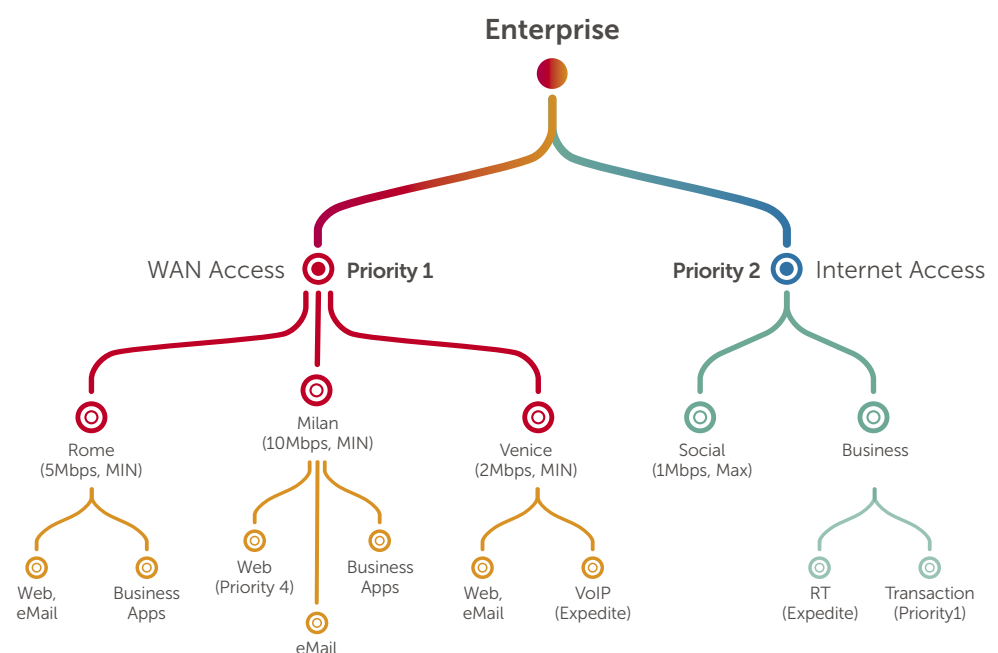 Enterprise
WAN Access
Priority 1
Priority 2
Internet Access
Rome
(5Mbps, MIN)
Milan
(10Mbps, MIN)
Venice
(2Mbps, MIN)
Social
(1Mbps, Max)
Business
Web,
eMail
Business
Apps
Web
(Priority 4)
eMail
Business
Apps
Web,
eMail
VoIP
(Expedite)
RT
(Expedite)
Transaction
(Priority1)